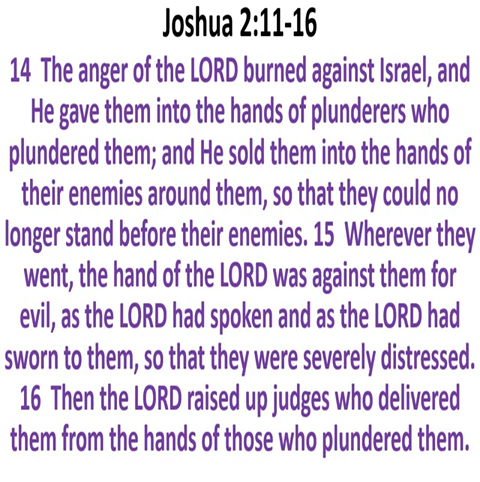 Joshua 2:11-16
14  The anger of the LORD burned against Israel, and
He gave them into the hands of plunderers who
plundered them; and He sold them into the hands of
their enemies around them, so that they could no
longer stand before their enemies. 15  Wherever they
went, the hand of the LORD was against them for
evil, as the LORD had spoken and as the LORD had
sworn to them, so that they were severely distressed.
16  Then the LORD raised up judges who delivered
them from the hands of those who plundered them.